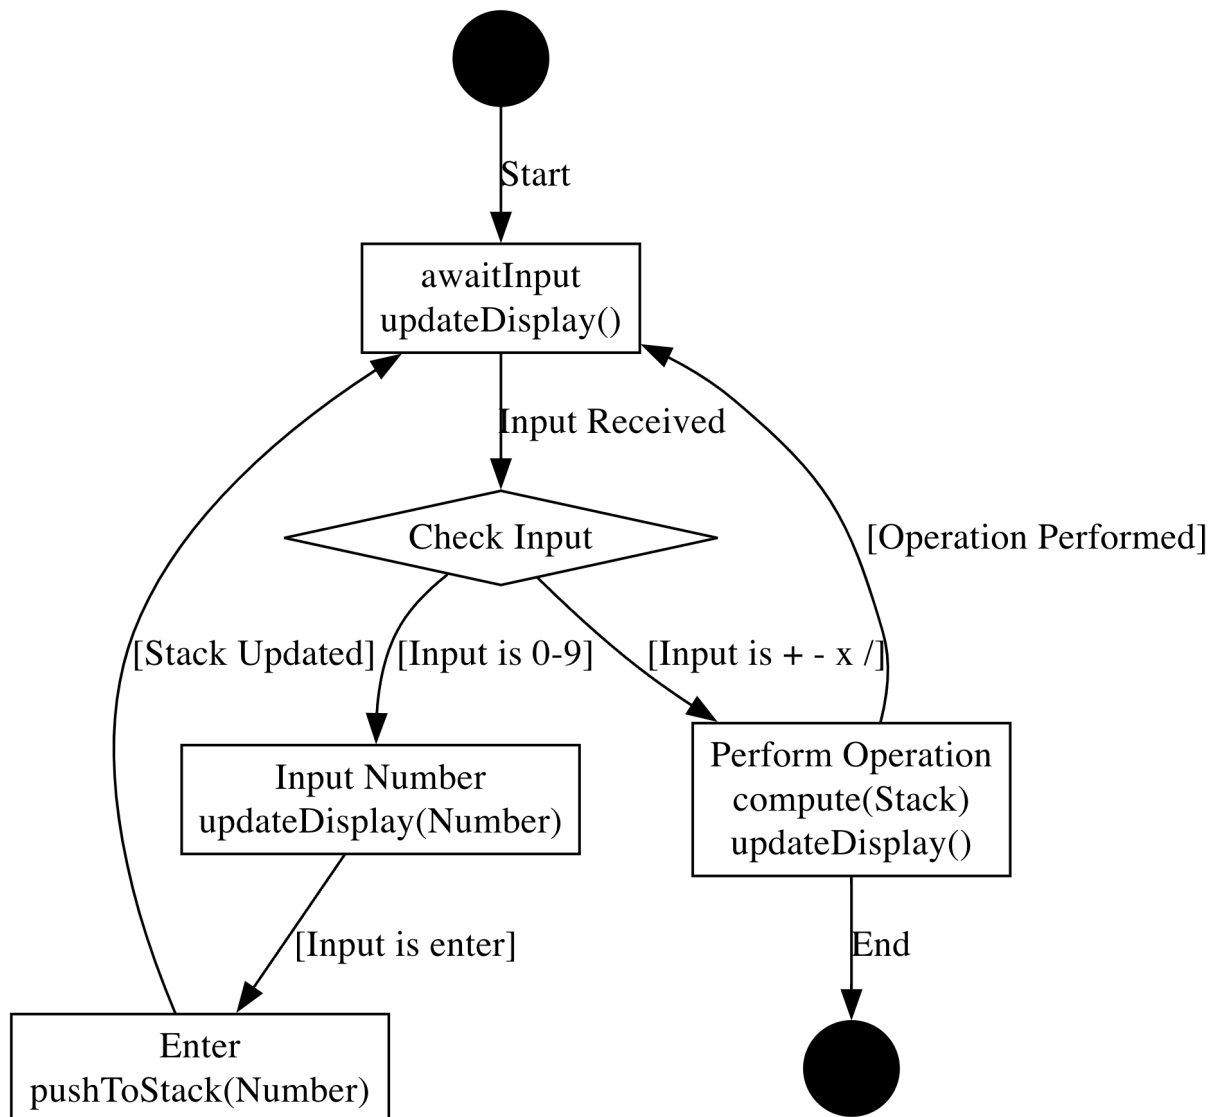 Start
awaitInput
updateDisplay()
Input Received
Check Input
[Operation Performed]
[Stack Updated]
[Input is 0-9]
[Input is + - x /]
Input Number
updateDisplay(Number)
Perform Operation
compute(Stack)
updateDisplay()
[Input is enter]
End
Enter
pushToStack(Number)